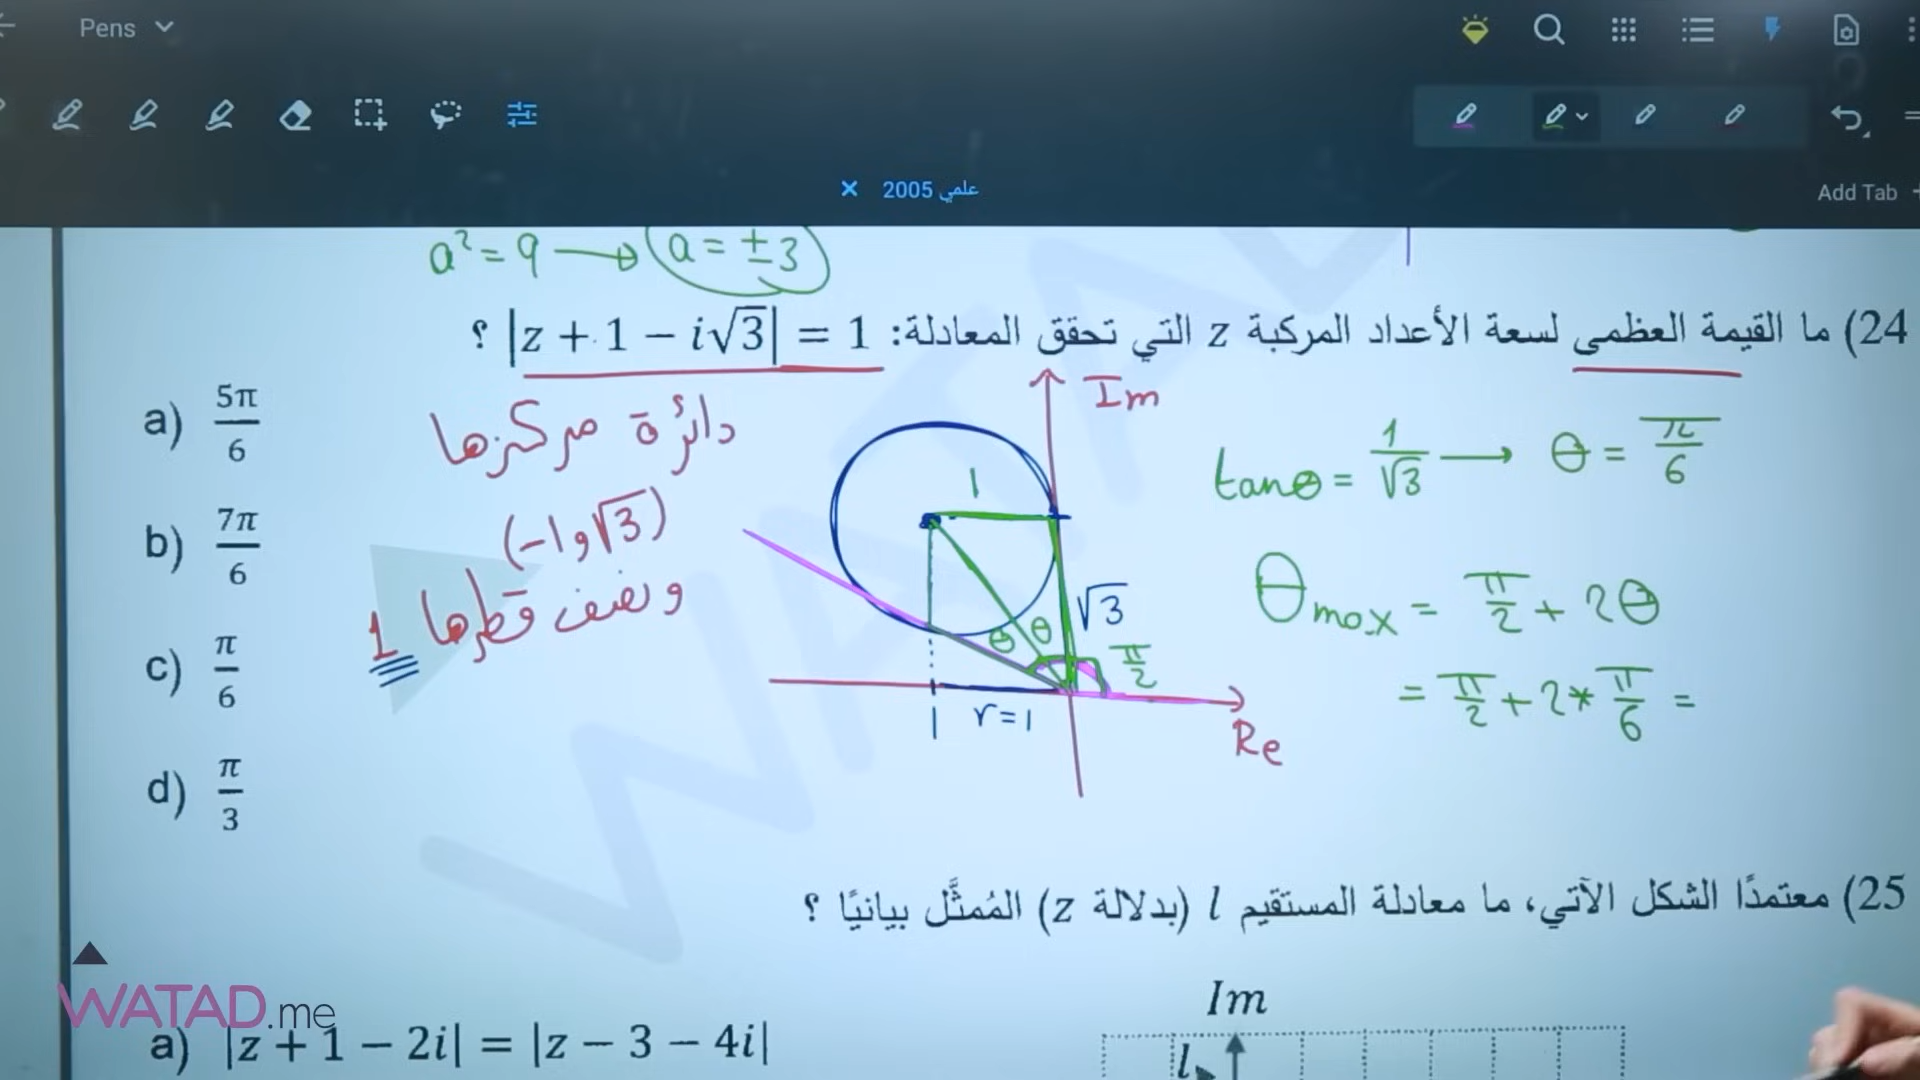 Pens
علمي 2005
Add Tab
a² = 9 → a = ±3
24) ما القيمة العظمى لسعة الأعداد المركبة z التي تحقق المعادلة: |z + 1 − i√3| = 1 ؟
a) 5π/6
b) 7π/6
c) π/6
d) π/3
دائرة مركزها
(−1 و √3)
ونصف قطرها 1
Im
1
θ θ
√3
π/2
1
r = 1
Re
tanθ = 1/√3 → θ = π/6
θmax = π/2 + 2θ
= π/2 + 2 * π/6 =
25) معتمدًا الشكل الآتي، ما معادلة المستقيم l (بدلالة z) المُمثَّل بيانيًا ؟
Im
l
WATAD.me
a) |z + 1 − 2i| = |z − 3 − 4i|
WATAD